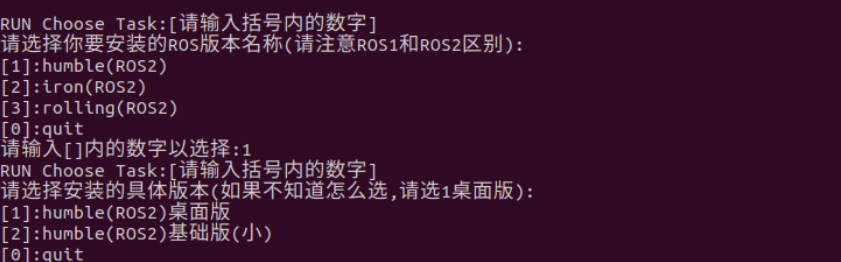 RUN Choose Task:[请输入括号内的数字]
请选择你要安装的ROS版本名称(请注意ROS1和ROS2区别):
[1]:humble(ROS2)
[2]:iron(ROS2)
[3]:rolling(ROS2)
[0]:quit
请输入[]内的数字以选择:1
RUN Choose Task:[请输入括号内的数字]
请选择安装的具体版本(如果不知道怎么选,请选1桌面版):
[1]:humble(ROS2)桌面版
[2]:humble(ROS2)基础版(小)
[0]:quit